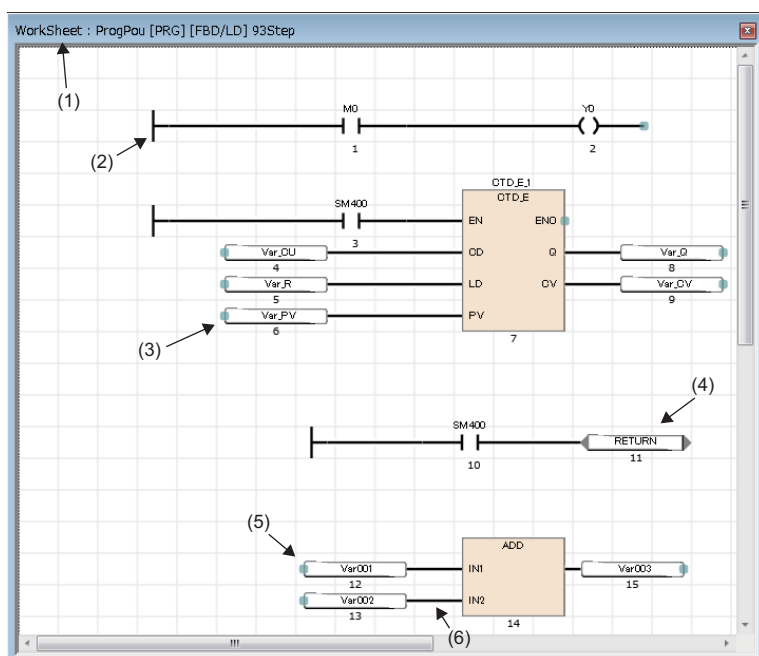 WorkSheet : ProgPou [PRG] [FBD/LD] 93Step
(1)
M0
Y0
(2)
1
2
CTD_E_1
CTD_E
SM400
EN
ENO
3
Var_CU
CD
Q
Var_Q
4
8
Var_R
LD
CV
Var_CV
5
9
Var_PV
PV
(3)
6
7
(4)
SM400
RETURN
10
11
(5)
ADD
Var001
IN1
Var003
12
15
Var002
IN2
13
(6)
14